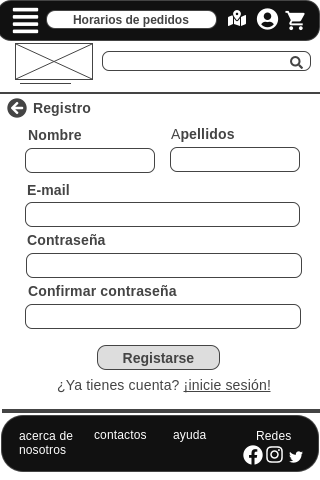 Horarios de pedidos
Registro
Nombre
Apellidos
E-mail
Contraseña
Confirmar contraseña
Registarse
¿Ya tienes cuenta? ¡inicie sesión!
acerca de
nosotros
contactos
ayuda
Redes